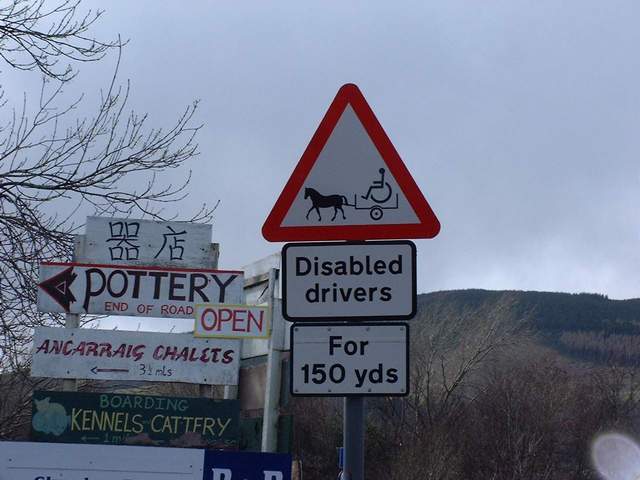 器店
POTTERY
END OF ROAD
OPEN
ANCARRAIG CHALETS
3½ mls
BOARDING
KENNELS CATTERY
Disabled
drivers
For
150 yds